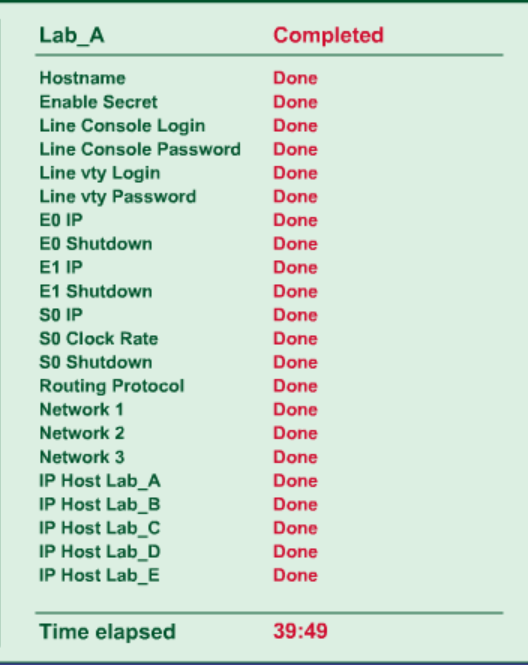 Lab_A Completed
Hostname Done
Enable Secret Done
Line Console Login Done
Line Console Password Done
Line vty Login Done
Line vty Password Done
E0 IP Done
E0 Shutdown Done
E1 IP Done
E1 Shutdown Done
S0 IP Done
S0 Clock Rate Done
S0 Shutdown Done
Routing Protocol Done
Network 1 Done
Network 2 Done
Network 3 Done
IP Host Lab_A Done
IP Host Lab_B Done
IP Host Lab_C Done
IP Host Lab_D Done
IP Host Lab_E Done
Time elapsed 39:49